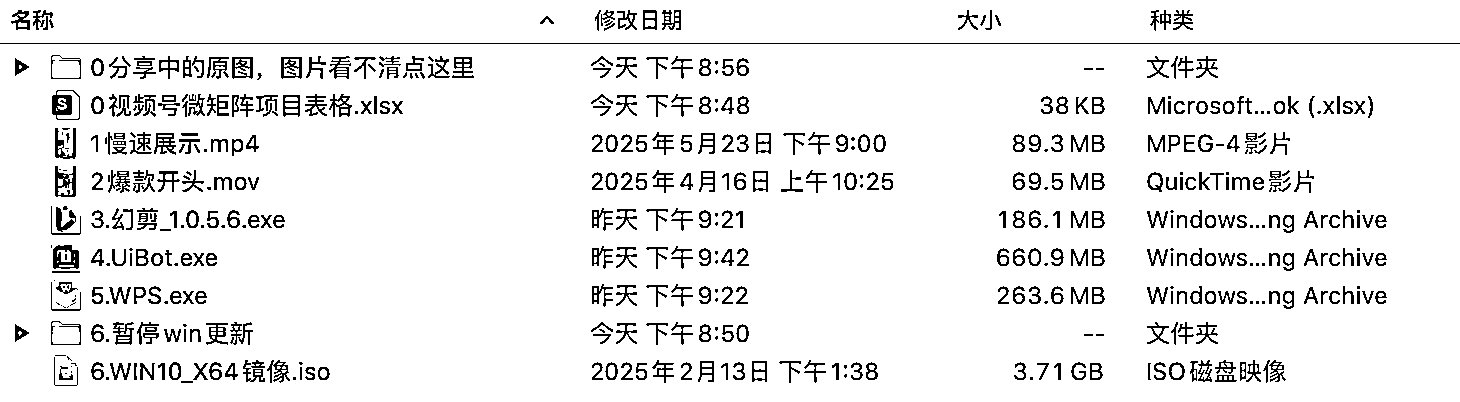 名称 修改日期 大小 种类
0分享中的原图，图片看不清点这里 今天 下午8:56 -- 文件夹
0视频号微矩阵项目表格.xlsx 今天 下午8:48 38 KB Microsoft...ok (.xlsx)
1慢速展示.mp4 2025年5月23日 下午9:00 89.3 MB MPEG-4影片
2爆款开头.mov 2025年4月16日 上午10:25 69.5 MB QuickTime影片
3.幻剪_1.0.5.6.exe 昨天 下午9:21 186.1 MB Windows...ng Archive
4.UiBot.exe 昨天 下午9:42 660.9 MB Windows...ng Archive
5.WPS.exe 昨天 下午9:22 263.6 MB Windows...ng Archive
6.暂停win更新 今天 下午8:50 -- 文件夹
6.WIN10_X64镜像.iso 2025年2月13日 下午1:38 3.71 GB ISO磁盘映像